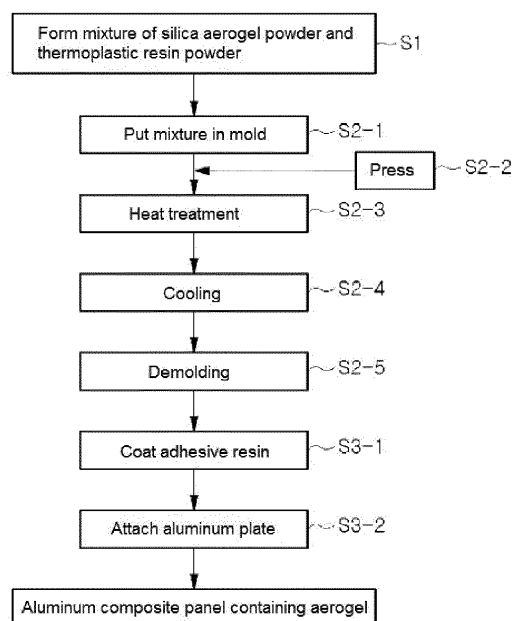 Form mixture of silica aerogel powder and
thermoplastic resin powder
S1
Put mixture in mold
S2-1
Press
S2-2
Heat treatment
S2-3
Cooling
S2-4
Demolding
S2-5
Coat adhesive resin
S3-1
Attach aluminum plate
S3-2
Aluminum composite panel containing aerogel